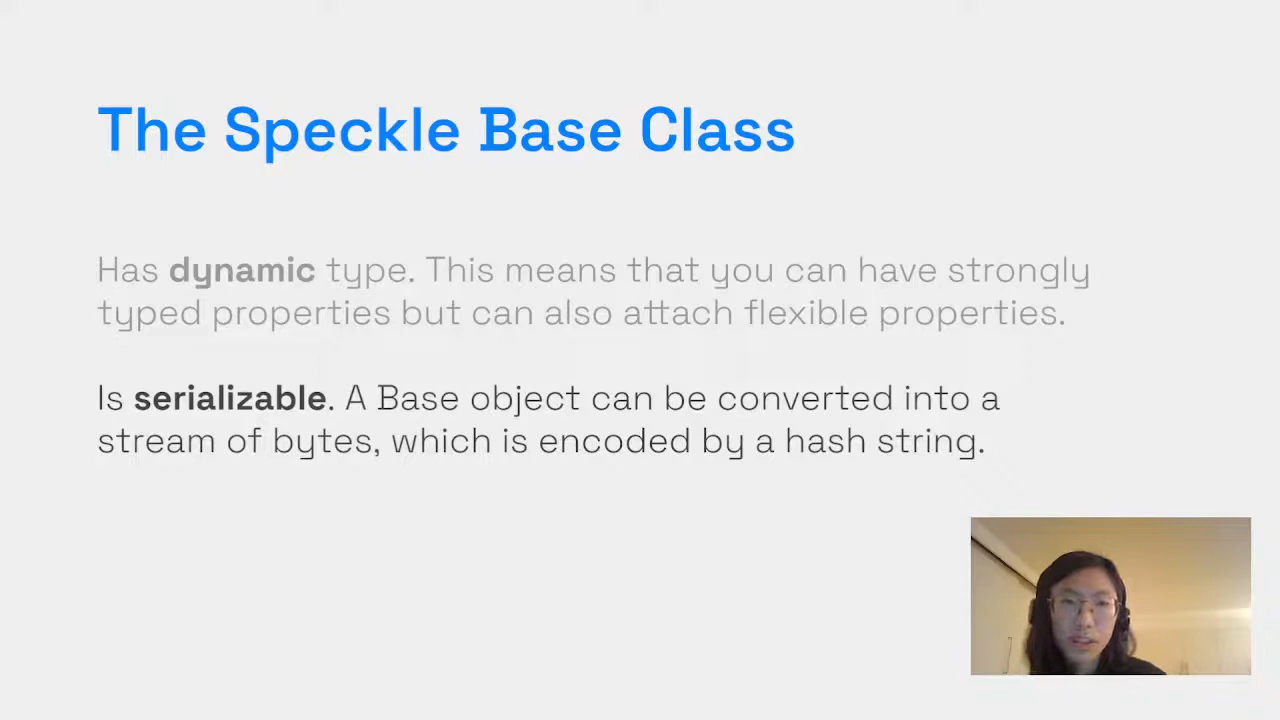 The Speckle Base Class
Has dynamic type. This means that you can have strongly
typed properties but can also attach flexible properties.
Is serializable. A Base object can be converted into a
stream of bytes, which is encoded by a hash string.